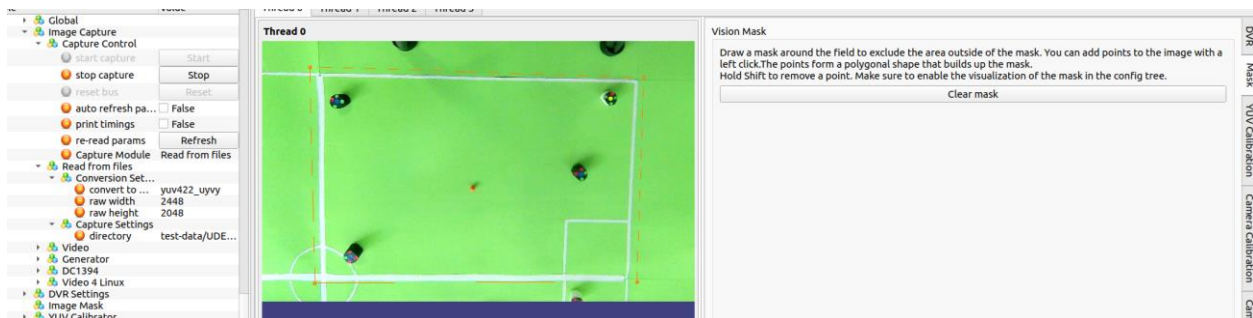 Value
Thread 0 Thread 1 Thread 2 Thread 3
Global
Image Capture
Capture Control
start capture Start
stop capture Stop
reset bus Reset
auto refresh pa... False
print timings False
re-read params Refresh
Capture Module Read from files
Read from files
Conversion Set...
convert to ... yuv422_uyvy
raw width 2448
raw height 2048
Capture Settings
directory test-data/UDE...
Video
Generator
DC1394
Video 4 Linux
DVR Settings
Image Mask
YUV Calibrator
Thread 0
Vision Mask
Draw a mask around the field to exclude the area outside of the mask. You can add points to the image with a
left click.The points form a polygonal shape that builds up the mask.
Hold Shift to remove a point. Make sure to enable the visualization of the mask in the config tree.
Clear mask
DVR
Mask
YUV Calibration
Camera Calibration
Cam